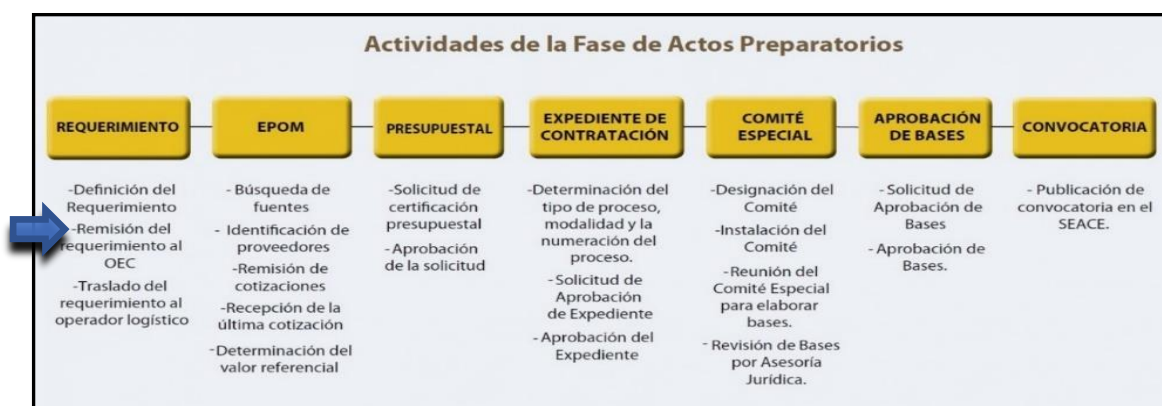 Actividades de la Fase de Actos Preparatorios
REQUERIMIENTO
EPOM
PRESUPUESTAL
EXPEDIENTE DE
CONTRATACIÓN
COMITÉ
ESPECIAL
APROBACIÓN
DE BASES
CONVOCATORIA
-Definición del
Requerimiento
-Remisión del
requerimiento al
OEC
-Traslado del
requerimiento al
operador logístico
- Búsqueda de
fuentes
- Identificación de
proveedores
-Remisión de
cotizaciones
-Recepción de la
última cotización
-Determinación del
valor referencial
-Solicitud de
certificación
presupuestal
-Aprobación
de la solicitud
-Determinación del
tipo de proceso,
modalidad y la
numeración del
proceso.
-Solicitud de
Aprobación
de Expediente
- Aprobación del
Expediente
-Designación del
Comité
-Instalación del
Comité
-Reunión del
Comité Especial
para elaborar
bases.
- Revisión de Bases
por Asesoría
Jurídica.
- Solicitud de
Aprobación de
Bases
- Aprobación de
Bases.
- Publicación de
convocatoria en el
SEACE.